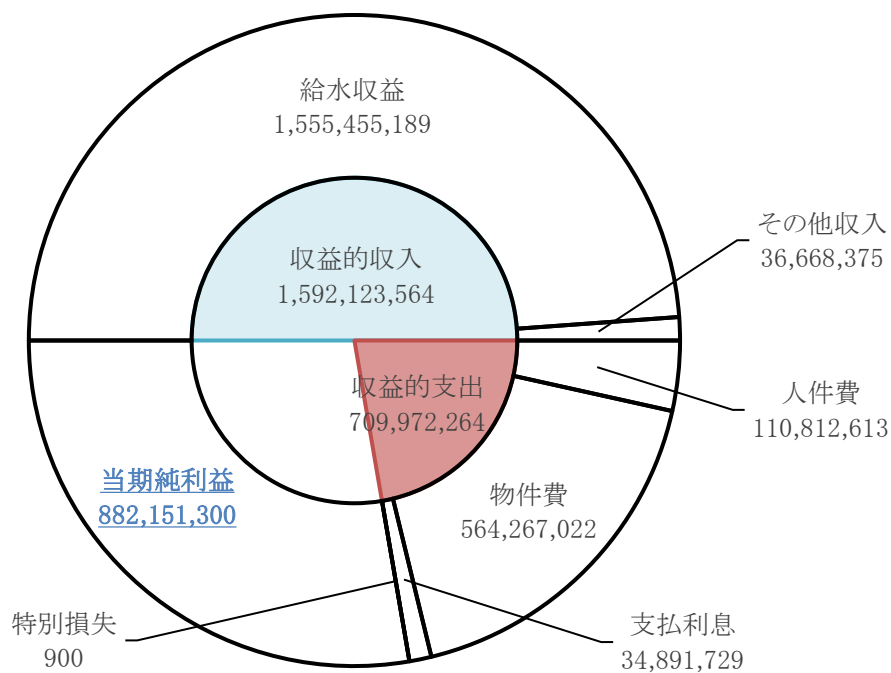 給水収益
1,555,455,189
その他収入
36,668,375
収益的収入
1,592,123,564
収益的支出
709,972,264
人件費
110,812,613
当期純利益
882,151,300
物件費
564,267,022
特別損失
900
支払利息
34,891,729